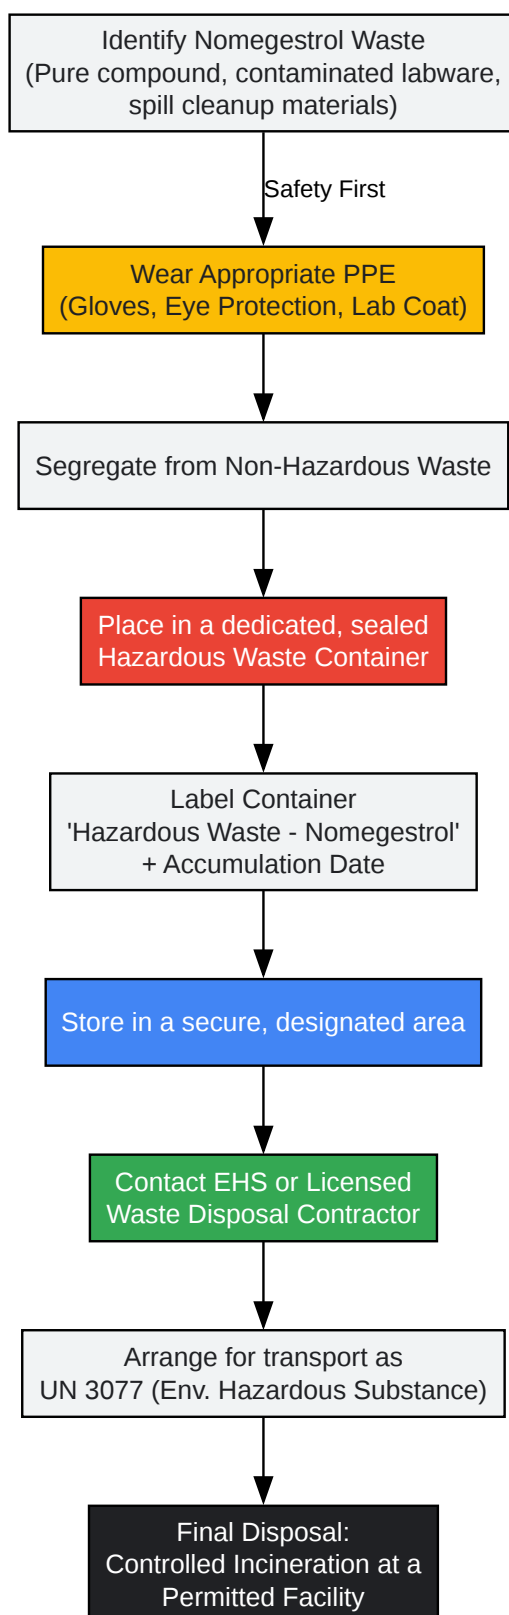 Identify Nomegestrol Waste
(Pure compound, contaminated labware,
spill cleanup materials)
Safety First
Wear Appropriate PPE
(Gloves, Eye Protection, Lab Coat)
Segregate from Non-Hazardous Waste
Place in a dedicated, sealed
Hazardous Waste Container
Label Container
'Hazardous Waste - Nomegestrol'
+ Accumulation Date
Store in a secure, designated area
Contact EHS or Licensed
Waste Disposal Contractor
Arrange for transport as
UN 3077 (Env. Hazardous Substance)
Final Disposal:
Controlled Incineration at a
Permitted Facility